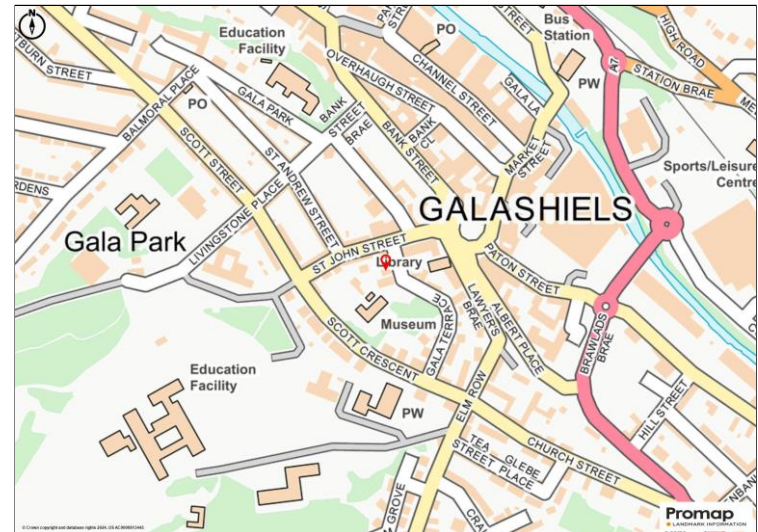 N
BURN STREET
BALMORAL PLACE
PO
Education
Facility
GALA PARK
BANK STREET BRAE
OVERHAUGH STREET
CHANNEL STREET
PO
STREET
Bus
Station
PW
A7
HIGH ROAD
STATION BRAE
GALA LA
MARKET STREET
BANK CL
BANK STREET
SCOTT STREET
ST ANDREW STREET
LIVINGSTONE PLACE
Gala Park
ST JOHN STREET
Library
GALASHIELS
Sports/Leisure
Centre
PATON STREET
Museum
GALA TERRACE
LAWYER'S BRAE
ALBERT PLACE
BRAWLADS BRAE
SCOTT CRESCENT
Education
Facility
PW
ELM ROW
HILL STREET
CHURCH STREET
TEA STREET
GLEBE PLACE
GROVE
Promap
LANDMARK INFORMATION